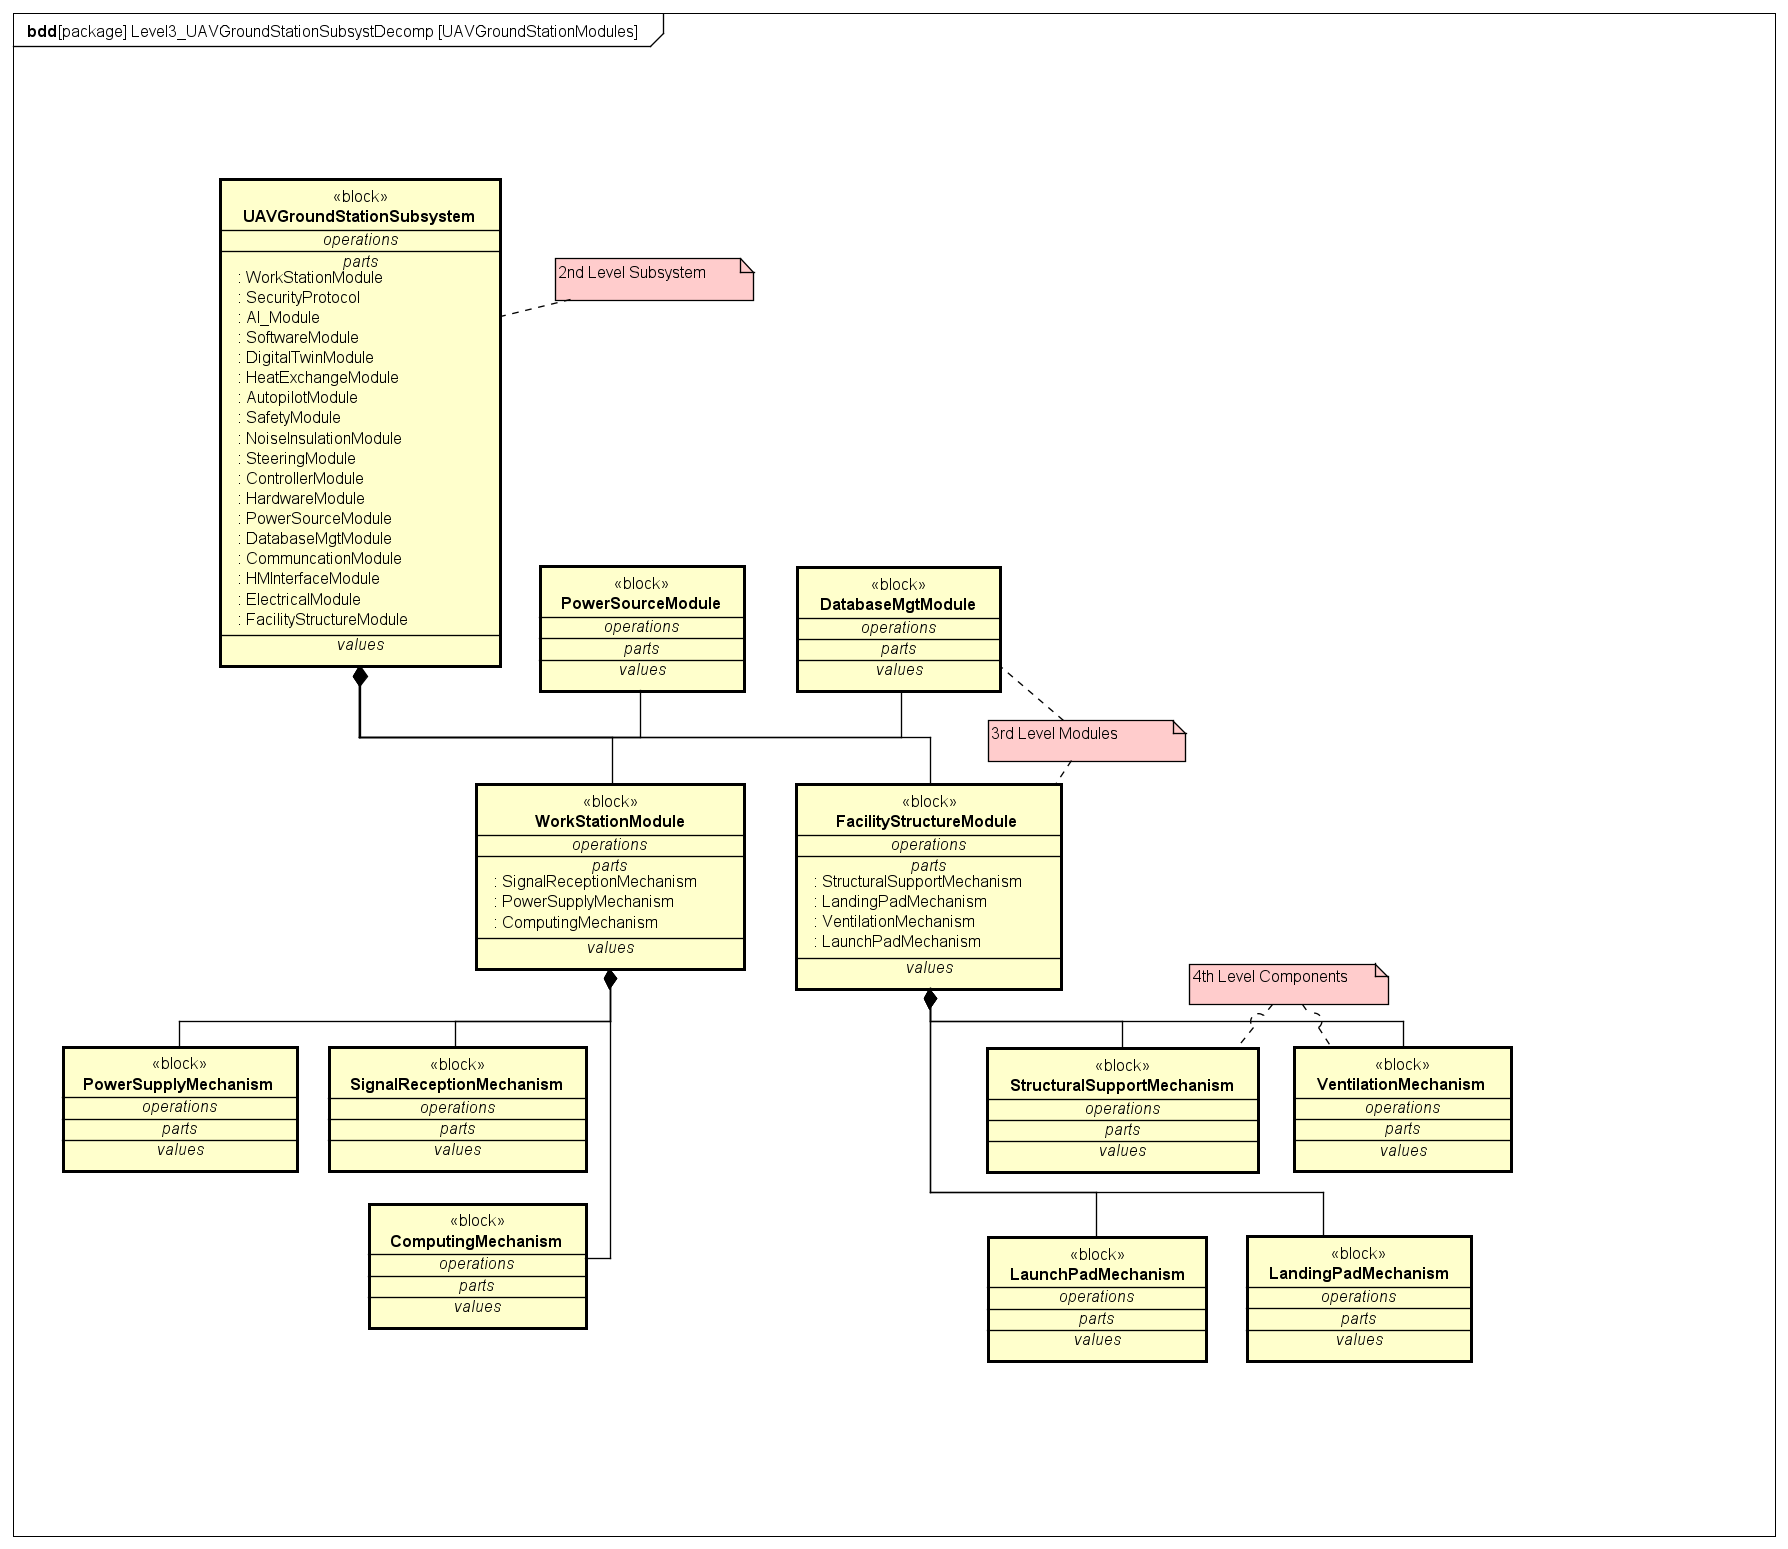 bdd[package] Level3_UAVGroundStationSubsystDecomp [UAVGroundStationModules]
«block»
UAVGroundStationSubsystem
operations
parts
: WorkStationModule
: SecurityProtocol
: AI_Module
: SoftwareModule
: DigitalTwinModule
: HeatExchangeModule
: AutopilotModule
: SafetyModule
: NoiseInsulationModule
: SteeringModule
: ControllerModule
: HardwareModule
: PowerSourceModule
: DatabaseMgtModule
: CommuncationModule
: HMInterfaceModule
: ElectricalModule
: FacilityStructureModule
values
2nd Level Subsystem
«block»
PowerSourceModule
operations
parts
values
«block»
DatabaseMgtModule
operations
parts
values
3rd Level Modules
«block»
WorkStationModule
operations
parts
: SignalReceptionMechanism
: PowerSupplyMechanism
: ComputingMechanism
values
«block»
FacilityStructureModule
operations
parts
: StructuralSupportMechanism
: LandingPadMechanism
: VentilationMechanism
: LaunchPadMechanism
values
4th Level Components
«block»
PowerSupplyMechanism
operations
parts
values
«block»
SignalReceptionMechanism
operations
parts
values
«block»
StructuralSupportMechanism
operations
parts
values
«block»
VentilationMechanism
operations
parts
values
«block»
ComputingMechanism
operations
parts
values
«block»
LaunchPadMechanism
operations
parts
values
«block»
LandingPadMechanism
operations
parts
values